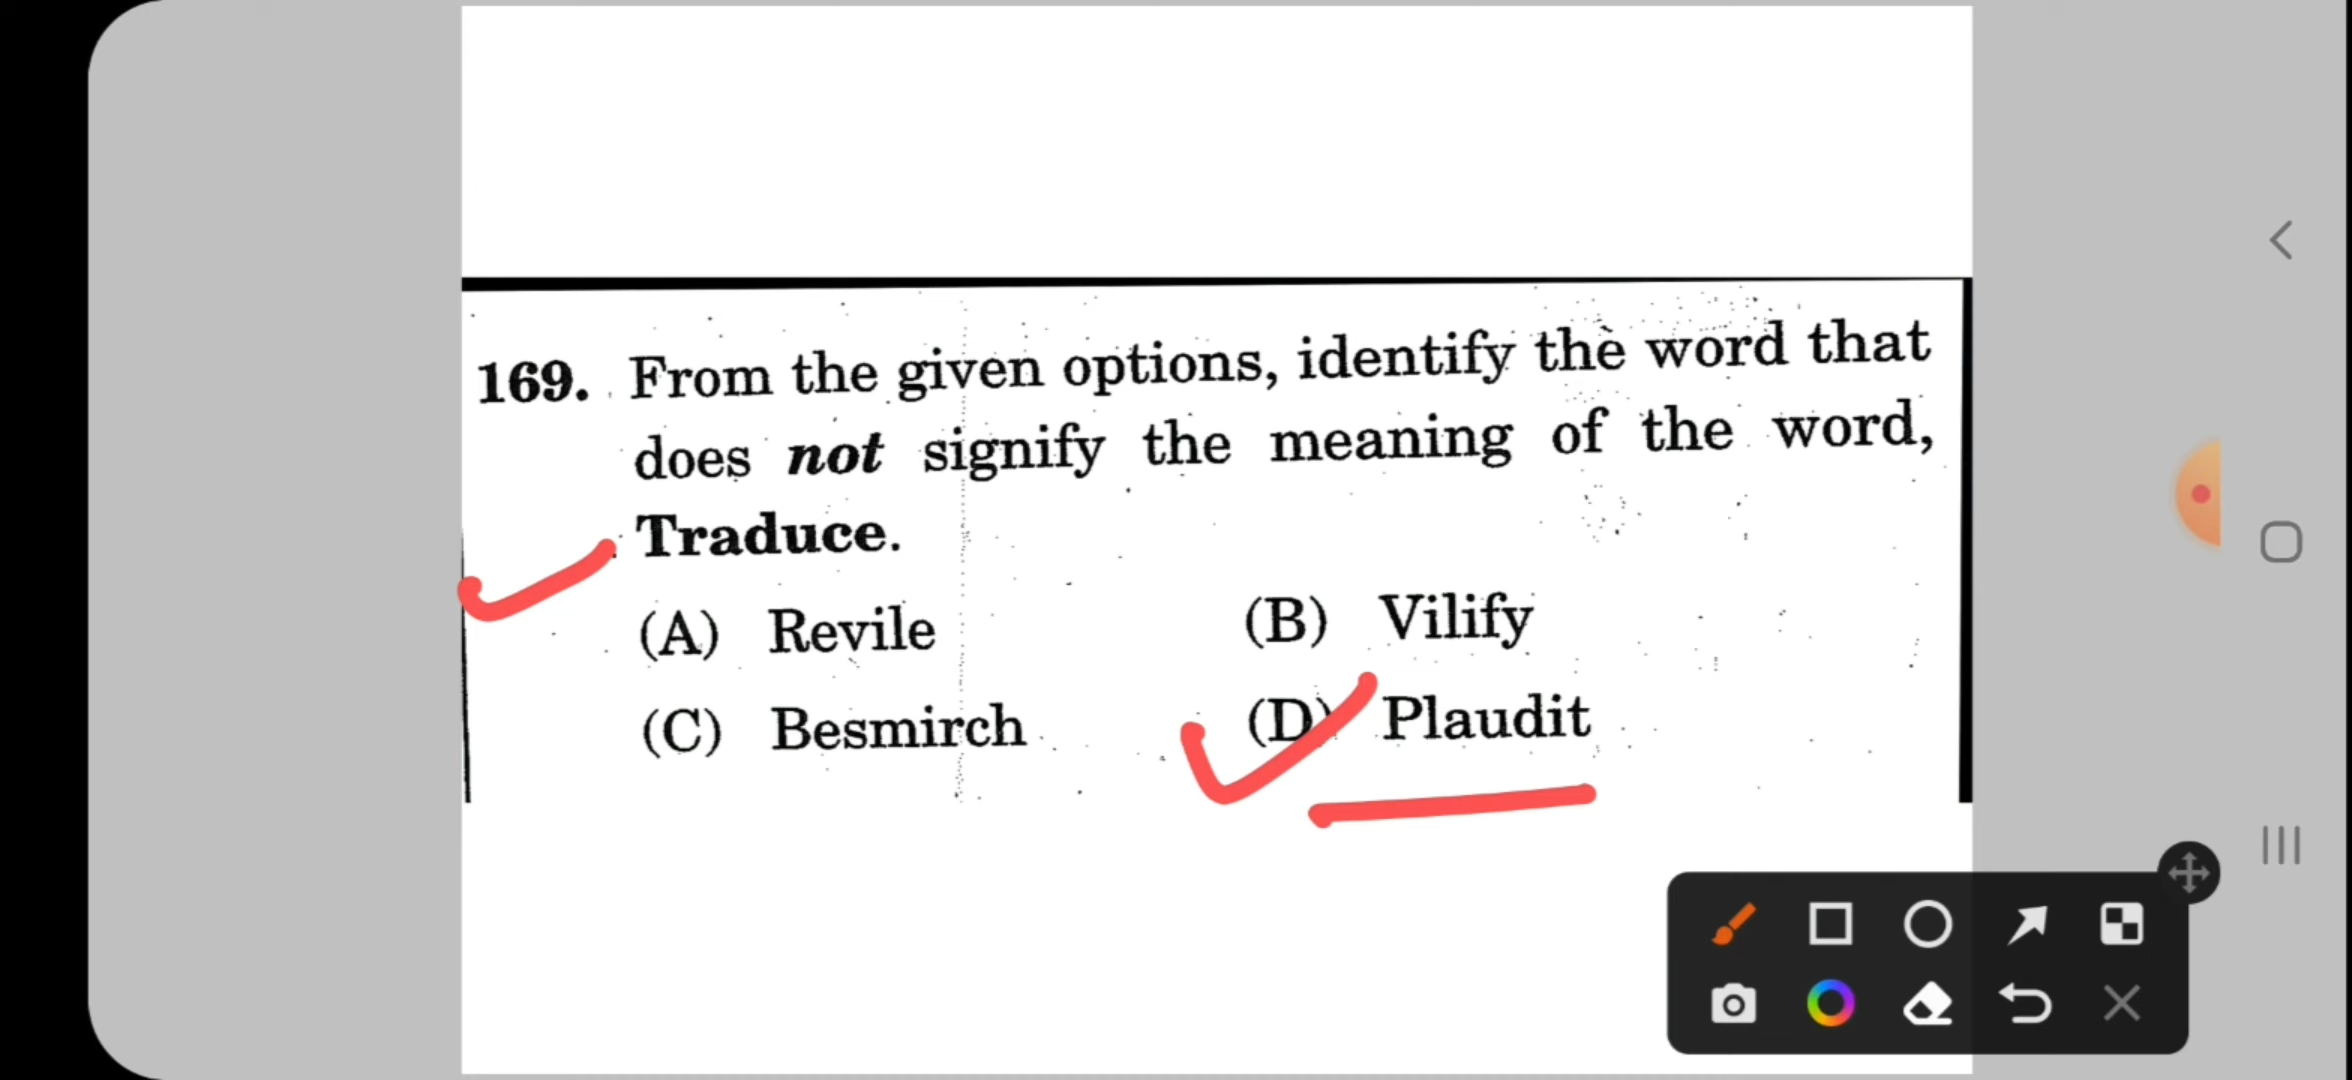 169. From the given options, identify the word that
does not signify the meaning of the word,
Traduce.
(A) Revile (B) Vilify
(C) Besmirch (D) Plaudit